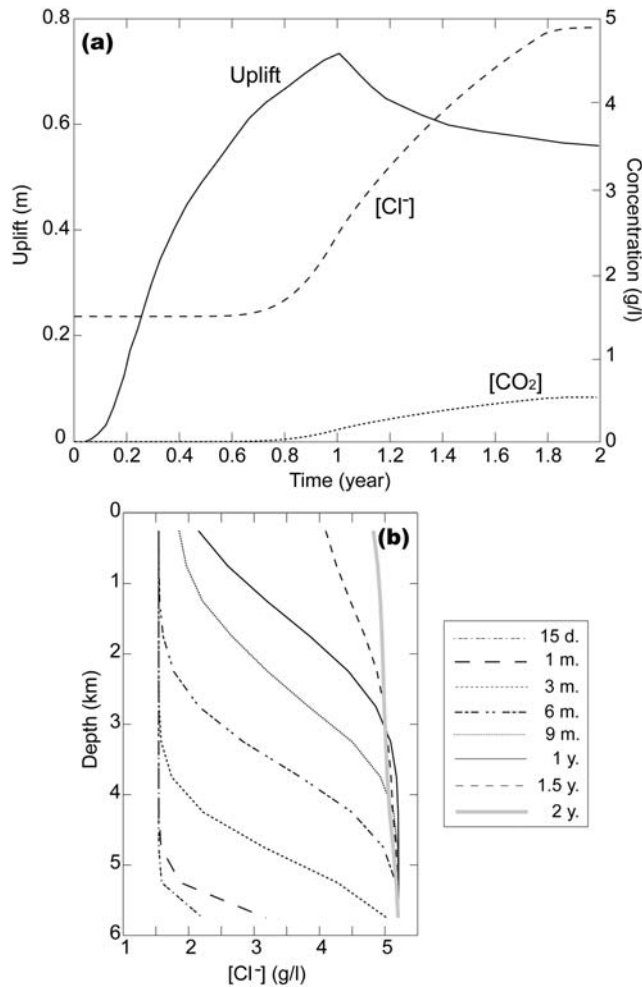 (a)
Uplift
[Cl⁻]
[CO₂]
0.8
0.6
0.4
0.2
0
Uplift (m)
5
4
3
2
1
0
Concentration (g/l)
0 0.2 0.4 0.6 0.8 1 1.2 1.4 1.6 1.8 2
Time (year)
(b)
0
1
2
3
4
5
6
Depth (km)
1 2 3 4 5
[Cl⁻] (g/l)
15 d.
1 m.
3 m.
6 m.
9 m.
1 y.
1.5 y.
2 y.